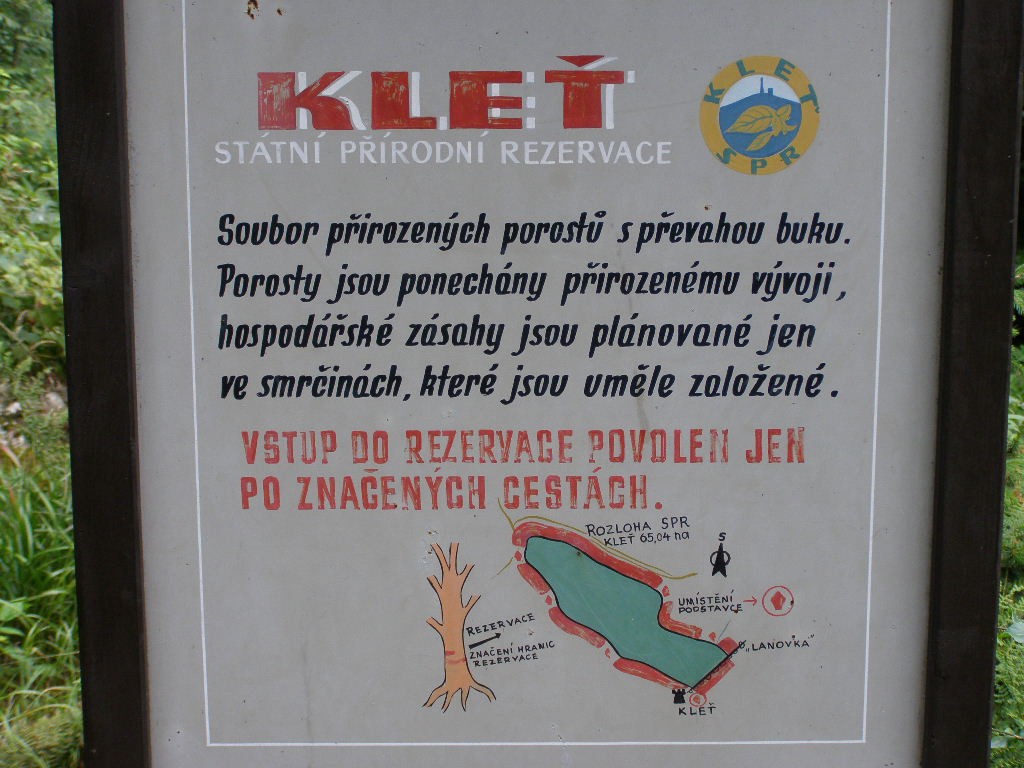 KLEŤ
KLEŤ
SPR
STÁTNÍ PŘÍRODNÍ REZERVACE
Soubor přirozených porostů s převahou buku.
Porosty jsou ponechány přirozenému vývoji,
hospodářské zásahy jsou plánované jen
ve smrčinách, které jsou uměle založené.
VSTUP DO REZERVACE POVOLEN JEN
PO ZNAČENÝCH CESTÁCH.
ROZLOHA SPR
KLEŤ 65,04 ha
S
UMÍSTĚNÍ
PODSTAVCE
REZERVACE
ZNAČENÍ HRANIC
REZERVACE
„LANOVKA"
KLEŤ